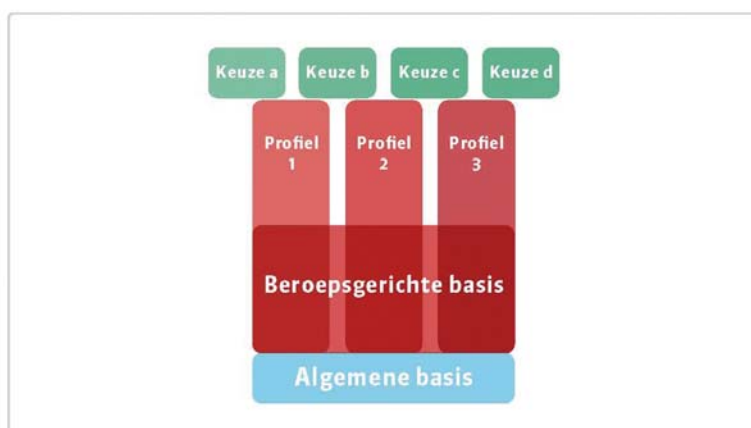 Keuze a Keuze b Keuze c Keuze d
Profiel Profiel Profiel
1 2 3
Beroepsgerichte basis
Algemene basis